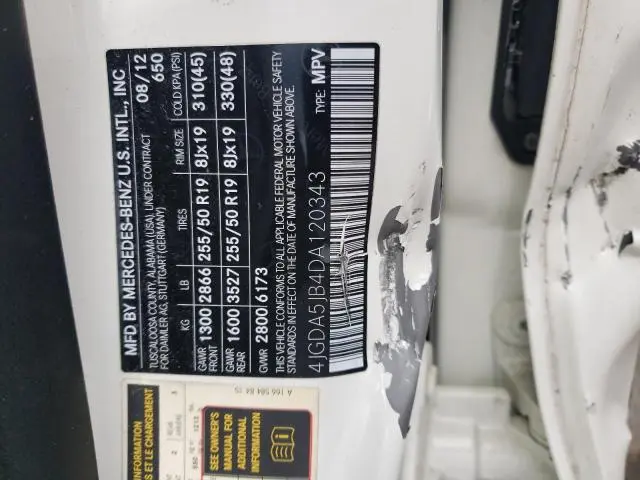 MFD BY MERCEDES-BENZ U.S. INTL., INC
08/12
TUSCALOOSA COUNTY, ALABAMA (USA), UNDER CONTRACT
650
FOR DAIMLER AG, STUTTGART (GERMANY)
KG LB TIRES RIM SIZE COLD KPA (PSI)
GAWR FRONT 1300 2866 255/50 R19 8Jx19 310(45)
GAWR REAR 1600 3527 255/50 R19 8Jx19 330(48)
GVWR 2800 6173
THIS VEHICLE CONFORMS TO ALL APPLICABLE FEDERAL MOTOR VEHICLE SAFETY
STANDARDS IN EFFECT ON THE DATE OF MANUFACTURE SHOWN ABOVE.
TYPE: MPV
4JGDA5JB4DA120343
A 166 584 84 15
INFORMATION
S ET LE CHARGEMENT
SEE OWNER'S
MANUAL FOR
ADDITIONAL
INFORMATION